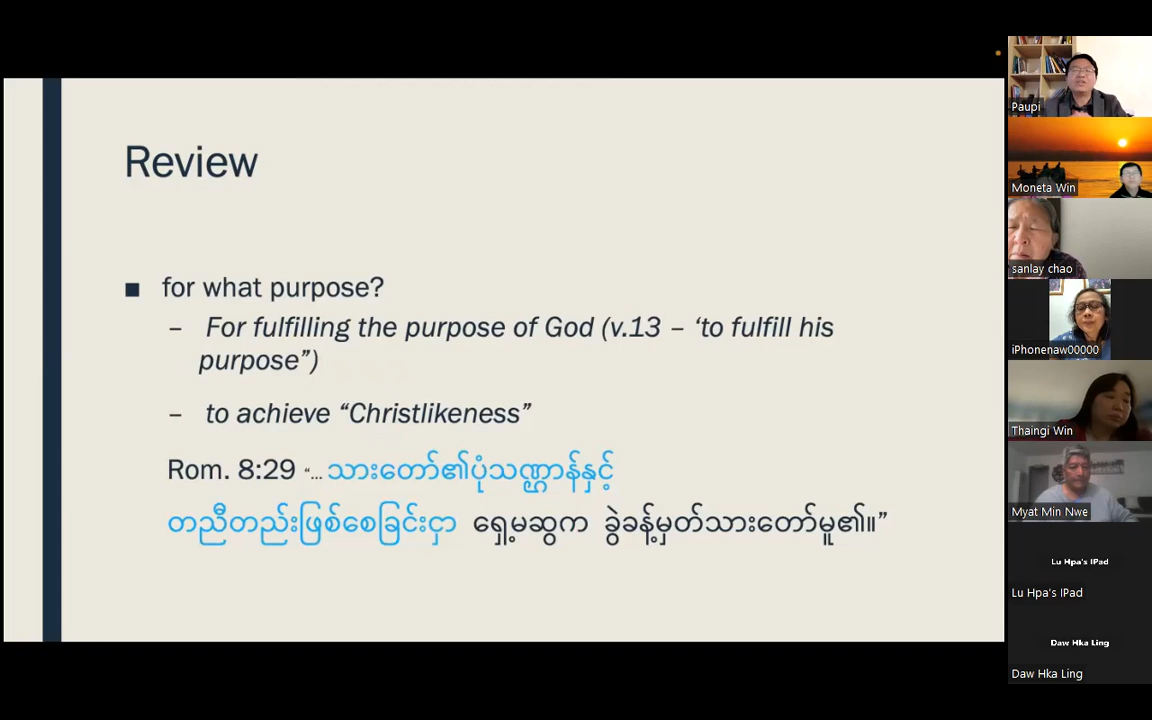 Review
■ for what purpose?
– For fulfilling the purpose of God (v.13 – ‘to fulfill his
purpose”)
– to achieve “Christlikeness”
Rom. 8:29 “... သားတော်၏ပုံသဏ္ဌာန်နှင့်
တညီတည်းဖြစ်စေခြင်းငှာ ရှေ့မဆွက ခွဲခန့်မှတ်သားတော်မူ၏။”
Paupi
Moneta Win
sanlay chao
iPhonenaw00000
Thaingi Win
Myat Min Nwe
Lu Hpa's IPad
Lu Hpa's IPad
Daw Hka Ling
Daw Hka Ling